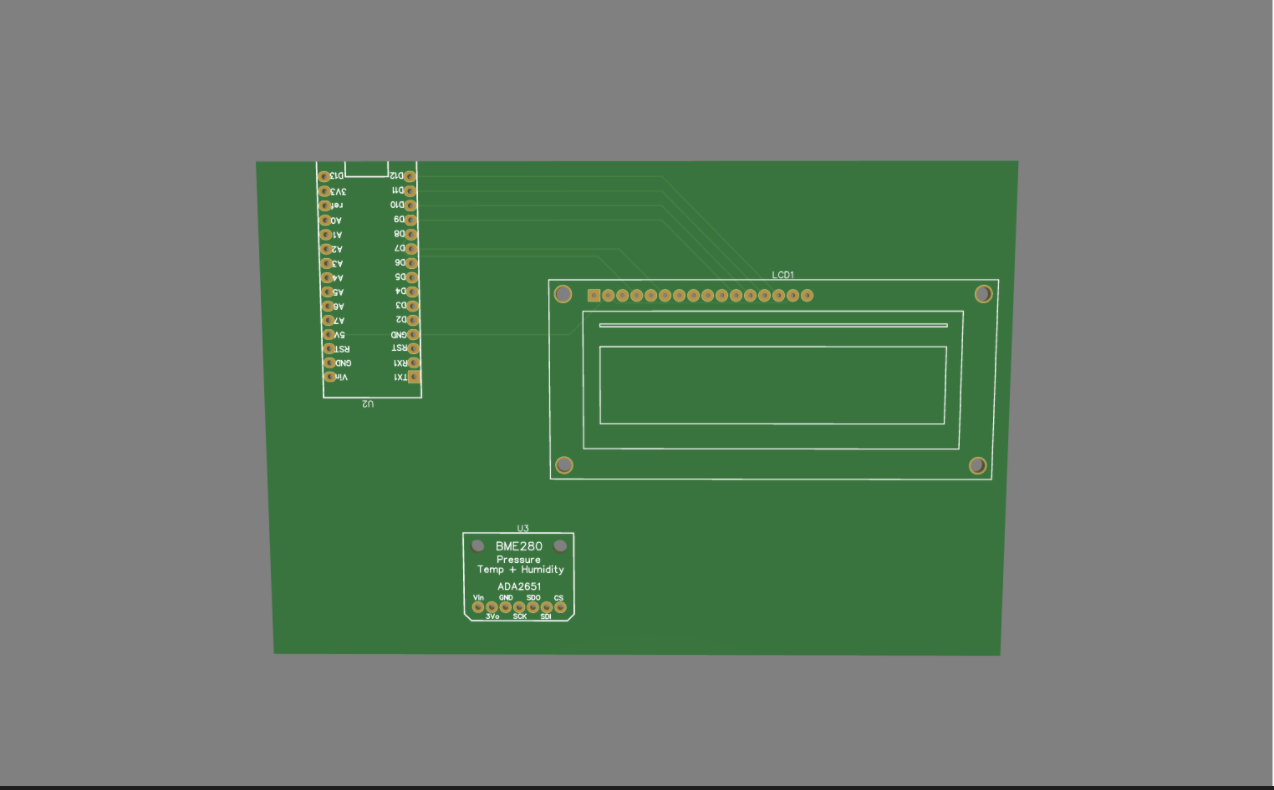 D13 D12
3V3 D11
ref D10
A0 D9
A1 D8
A2 D7
A3 D6
A4 D5
A5 D4
A6 D3
A7 D2
5V GND
RST RST
GND RX1
Vin TX1
U2
LCD1
U3
BME280
Pressure
Temp + Humidity
ADA2651
Vin GND SDO CS
3Vo SCK SDI